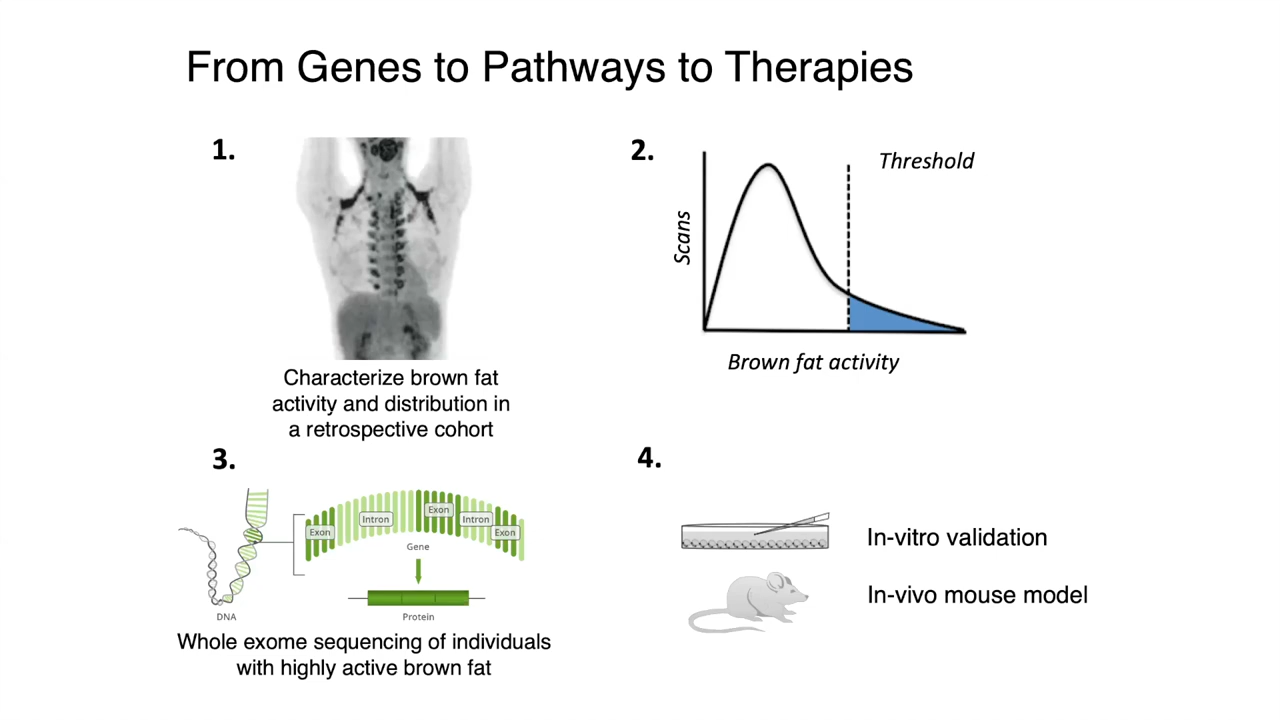 From Genes to Pathways to Therapies
1.
Characterize brown fat
activity and distribution in
a retrospective cohort
2.
Threshold
Scans
Brown fat activity
3.
Exon
Intron
Exon
Intron
Exon
Gene
Protein
DNA
Whole exome sequencing of individuals
with highly active brown fat
4.
In-vitro validation
In-vivo mouse model